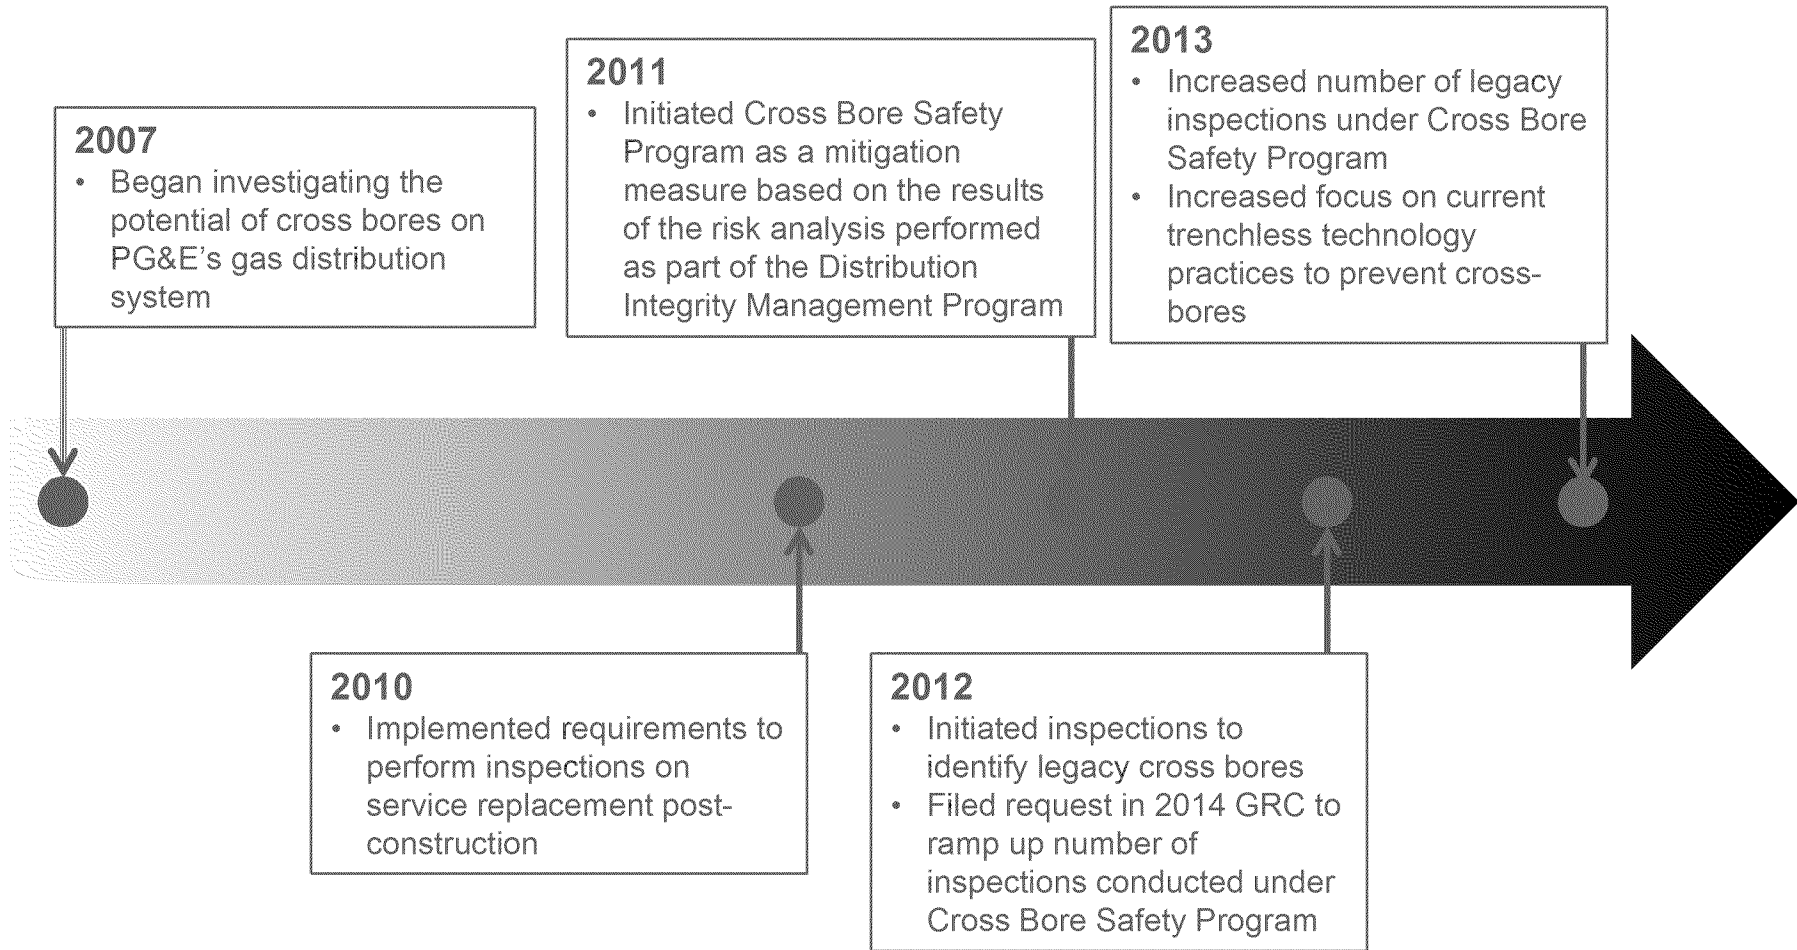 2007
• Began investigating the
potential of cross bores on
PG&E's gas distribution
system
2010
• Implemented requirements to
perform inspections on
service replacement post-
construction
2011
• Initiated Cross Bore Safety
Program as a mitigation
measure based on the results
of the risk analysis performed
as part of the Distribution
Integrity Management Program
2012
• Initiated inspections to
identify legacy cross bores
• Filed request in 2014 GRC to
ramp up number of
inspections conducted under
Cross Bore Safety Program
2013
• Increased number of legacy
inspections under Cross Bore
Safety Program
• Increased focus on current
trenchless technology
practices to prevent cross-
bores